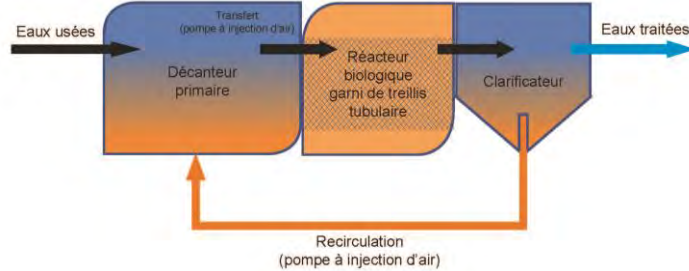 Transfert
(pompe à injection d'air)
Eaux usées
Eaux traitées
Décanteur
primaire
Réacteur
biologique
garni de treillis
tubulaire
Clarificateur
Recirculation
(pompe à injection d'air)